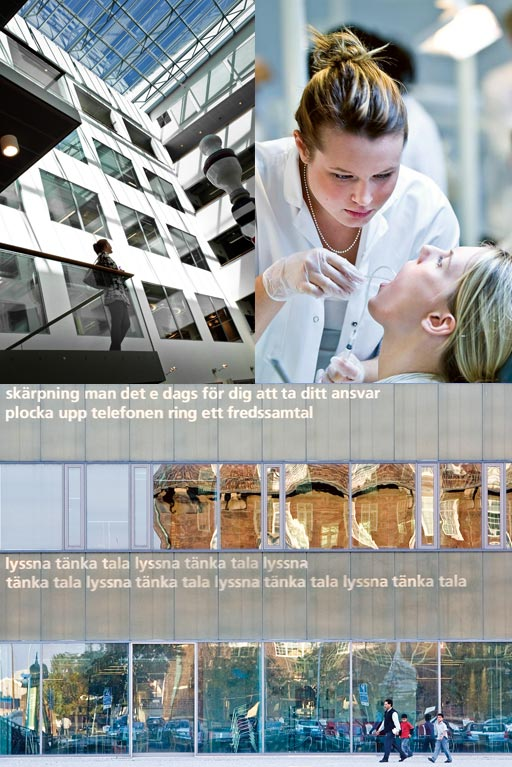 skärpning man det e dags för dig att ta ditt ansvar
plocka upp telefonen ring ett fredssamtal
lyssna tänka tala lyssna tänka tala lyssna
tänka tala lyssna tänka tala lyssna tänka tala lyssna tänka tala